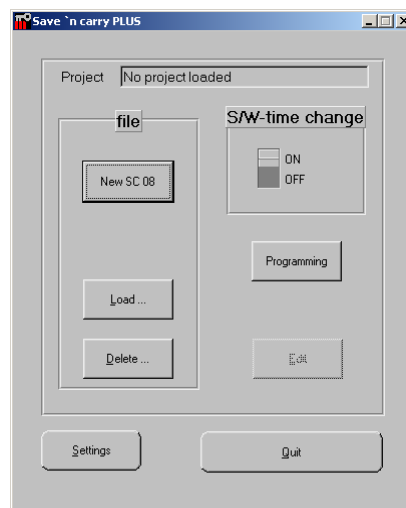 Save `n carry PLUS
Project No project loaded
file
S/W-time change
ON
OFF
New SC 08
Programming
Load ...
Delete ...
Edit
Settings
Quit